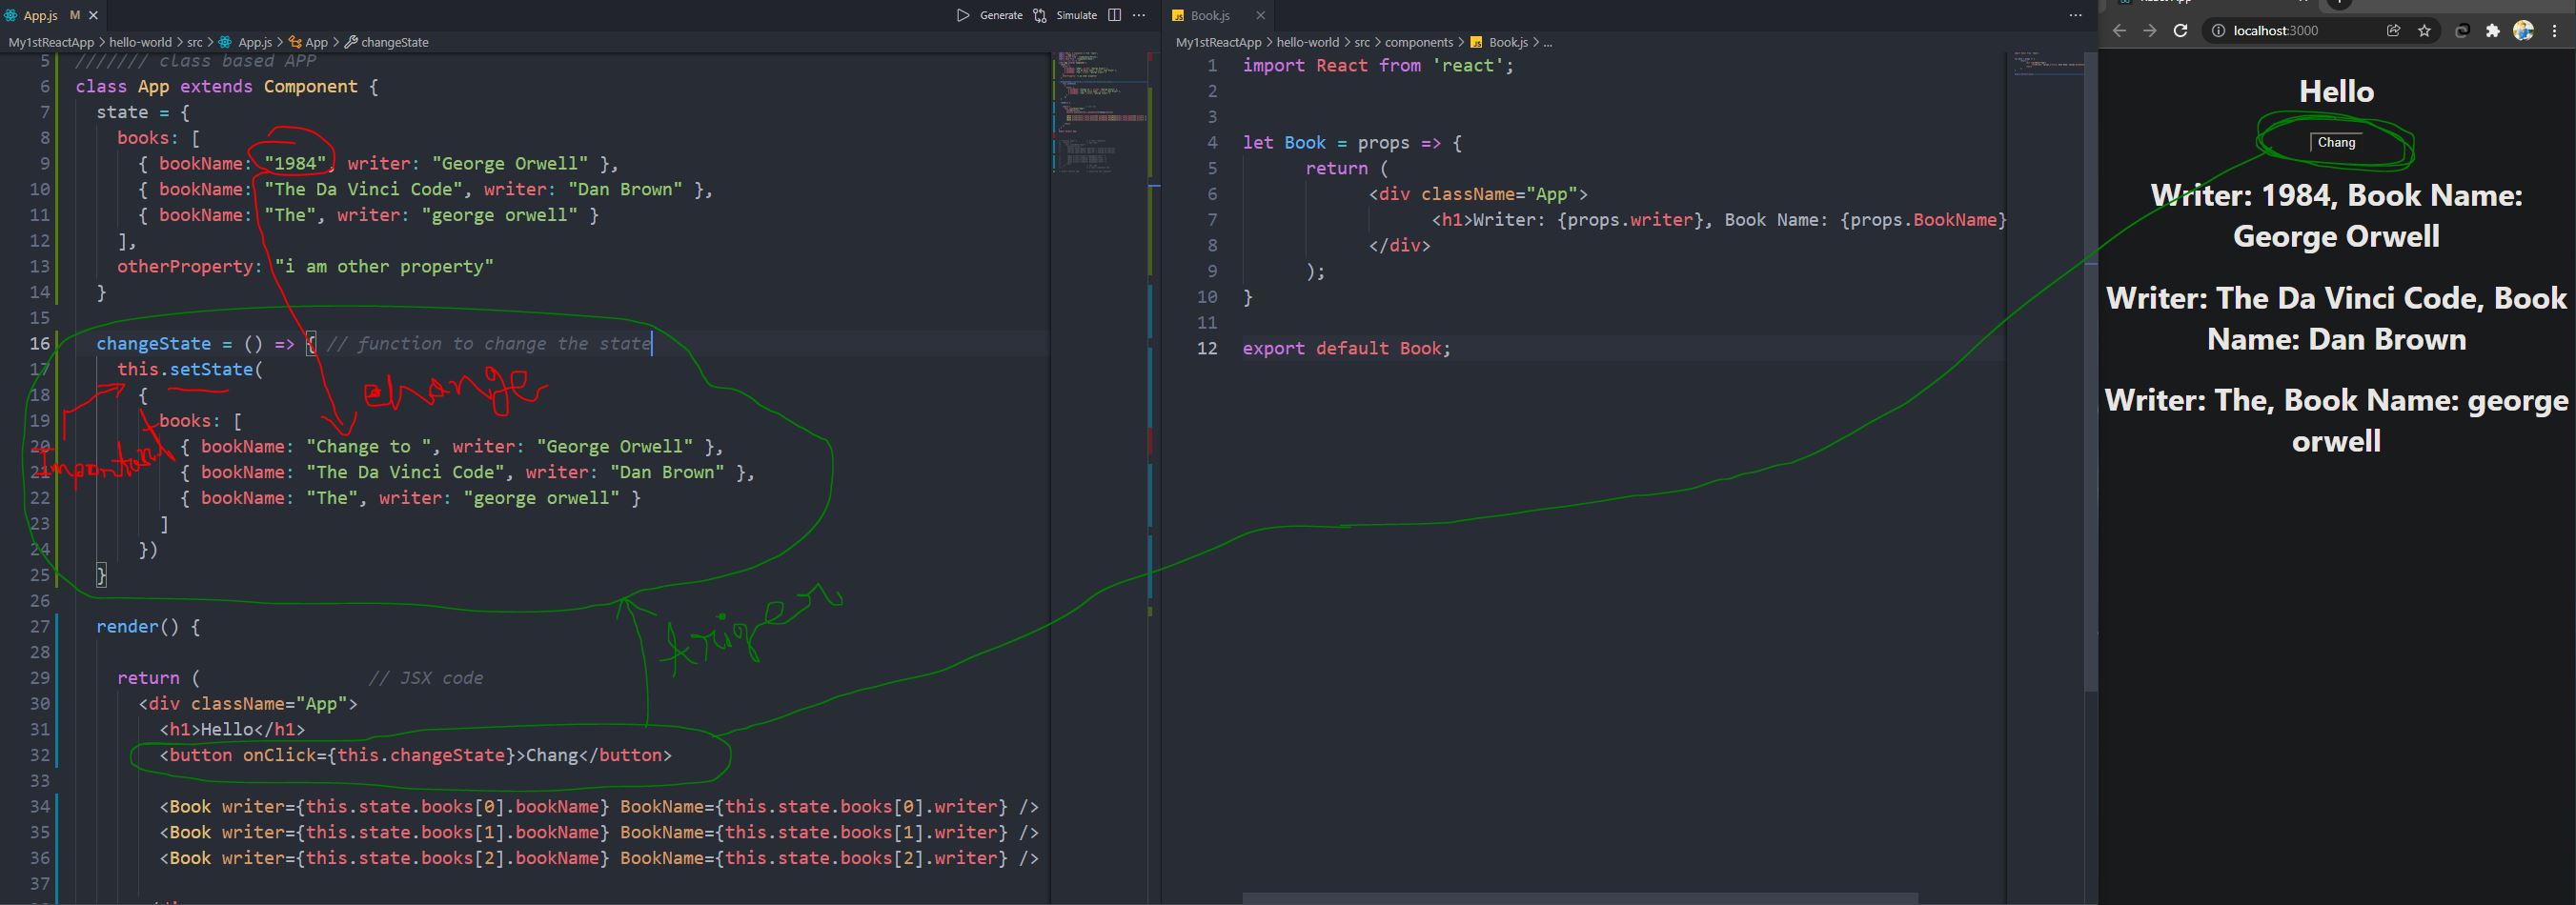 App.js M
Generate Simulate
My1stReactApp > hello-world > src > App.js > App > changeState
5 /////// class based APP
6 class App extends Component {
7 state = {
8 books: [
9 { bookName: "1984", writer: "George Orwell" },
10 { bookName: "The Da Vinci Code", writer: "Dan Brown" },
11 { bookName: "The", writer: "george orwell" }
12 ],
13 otherProperty: "i am other property"
14 }
15
16 changeState = () => { // function to change the state
17 this.setState(
18 {
19 books: [
20 { bookName: "Change to ", writer: "George Orwell" },
21 { bookName: "The Da Vinci Code", writer: "Dan Brown" },
22 { bookName: "The", writer: "george orwell" }
23 ]
24 })
25 }
26
27 render() {
28
29 return ( // JSX code
30 <div className="App">
31 <h1>Hello</h1>
32 <button onClick={this.changeState}>Chang</button>
33
34 <Book writer={this.state.books[0].bookName} BookName={this.state.books[0].writer} />
35 <Book writer={this.state.books[1].bookName} BookName={this.state.books[1].writer} />
36 <Book writer={this.state.books[2].bookName} BookName={this.state.books[2].writer} />
37
change
Important
triger
JS Book.js
My1stReactApp > hello-world > src > components > JS Book.js > ...
1 import React from 'react';
2
3
4 let Book = props => {
5 return (
6 <div className="App">
7 <h1>Writer: {props.writer}, Book Name: {props.BookName}
8 </div>
9 );
10 }
11
12 export default Book;
localhost:3000
Hello
Chang
Writer: 1984, Book Name:
George Orwell
Writer: The Da Vinci Code, Book
Name: Dan Brown
Writer: The, Book Name: george
orwell